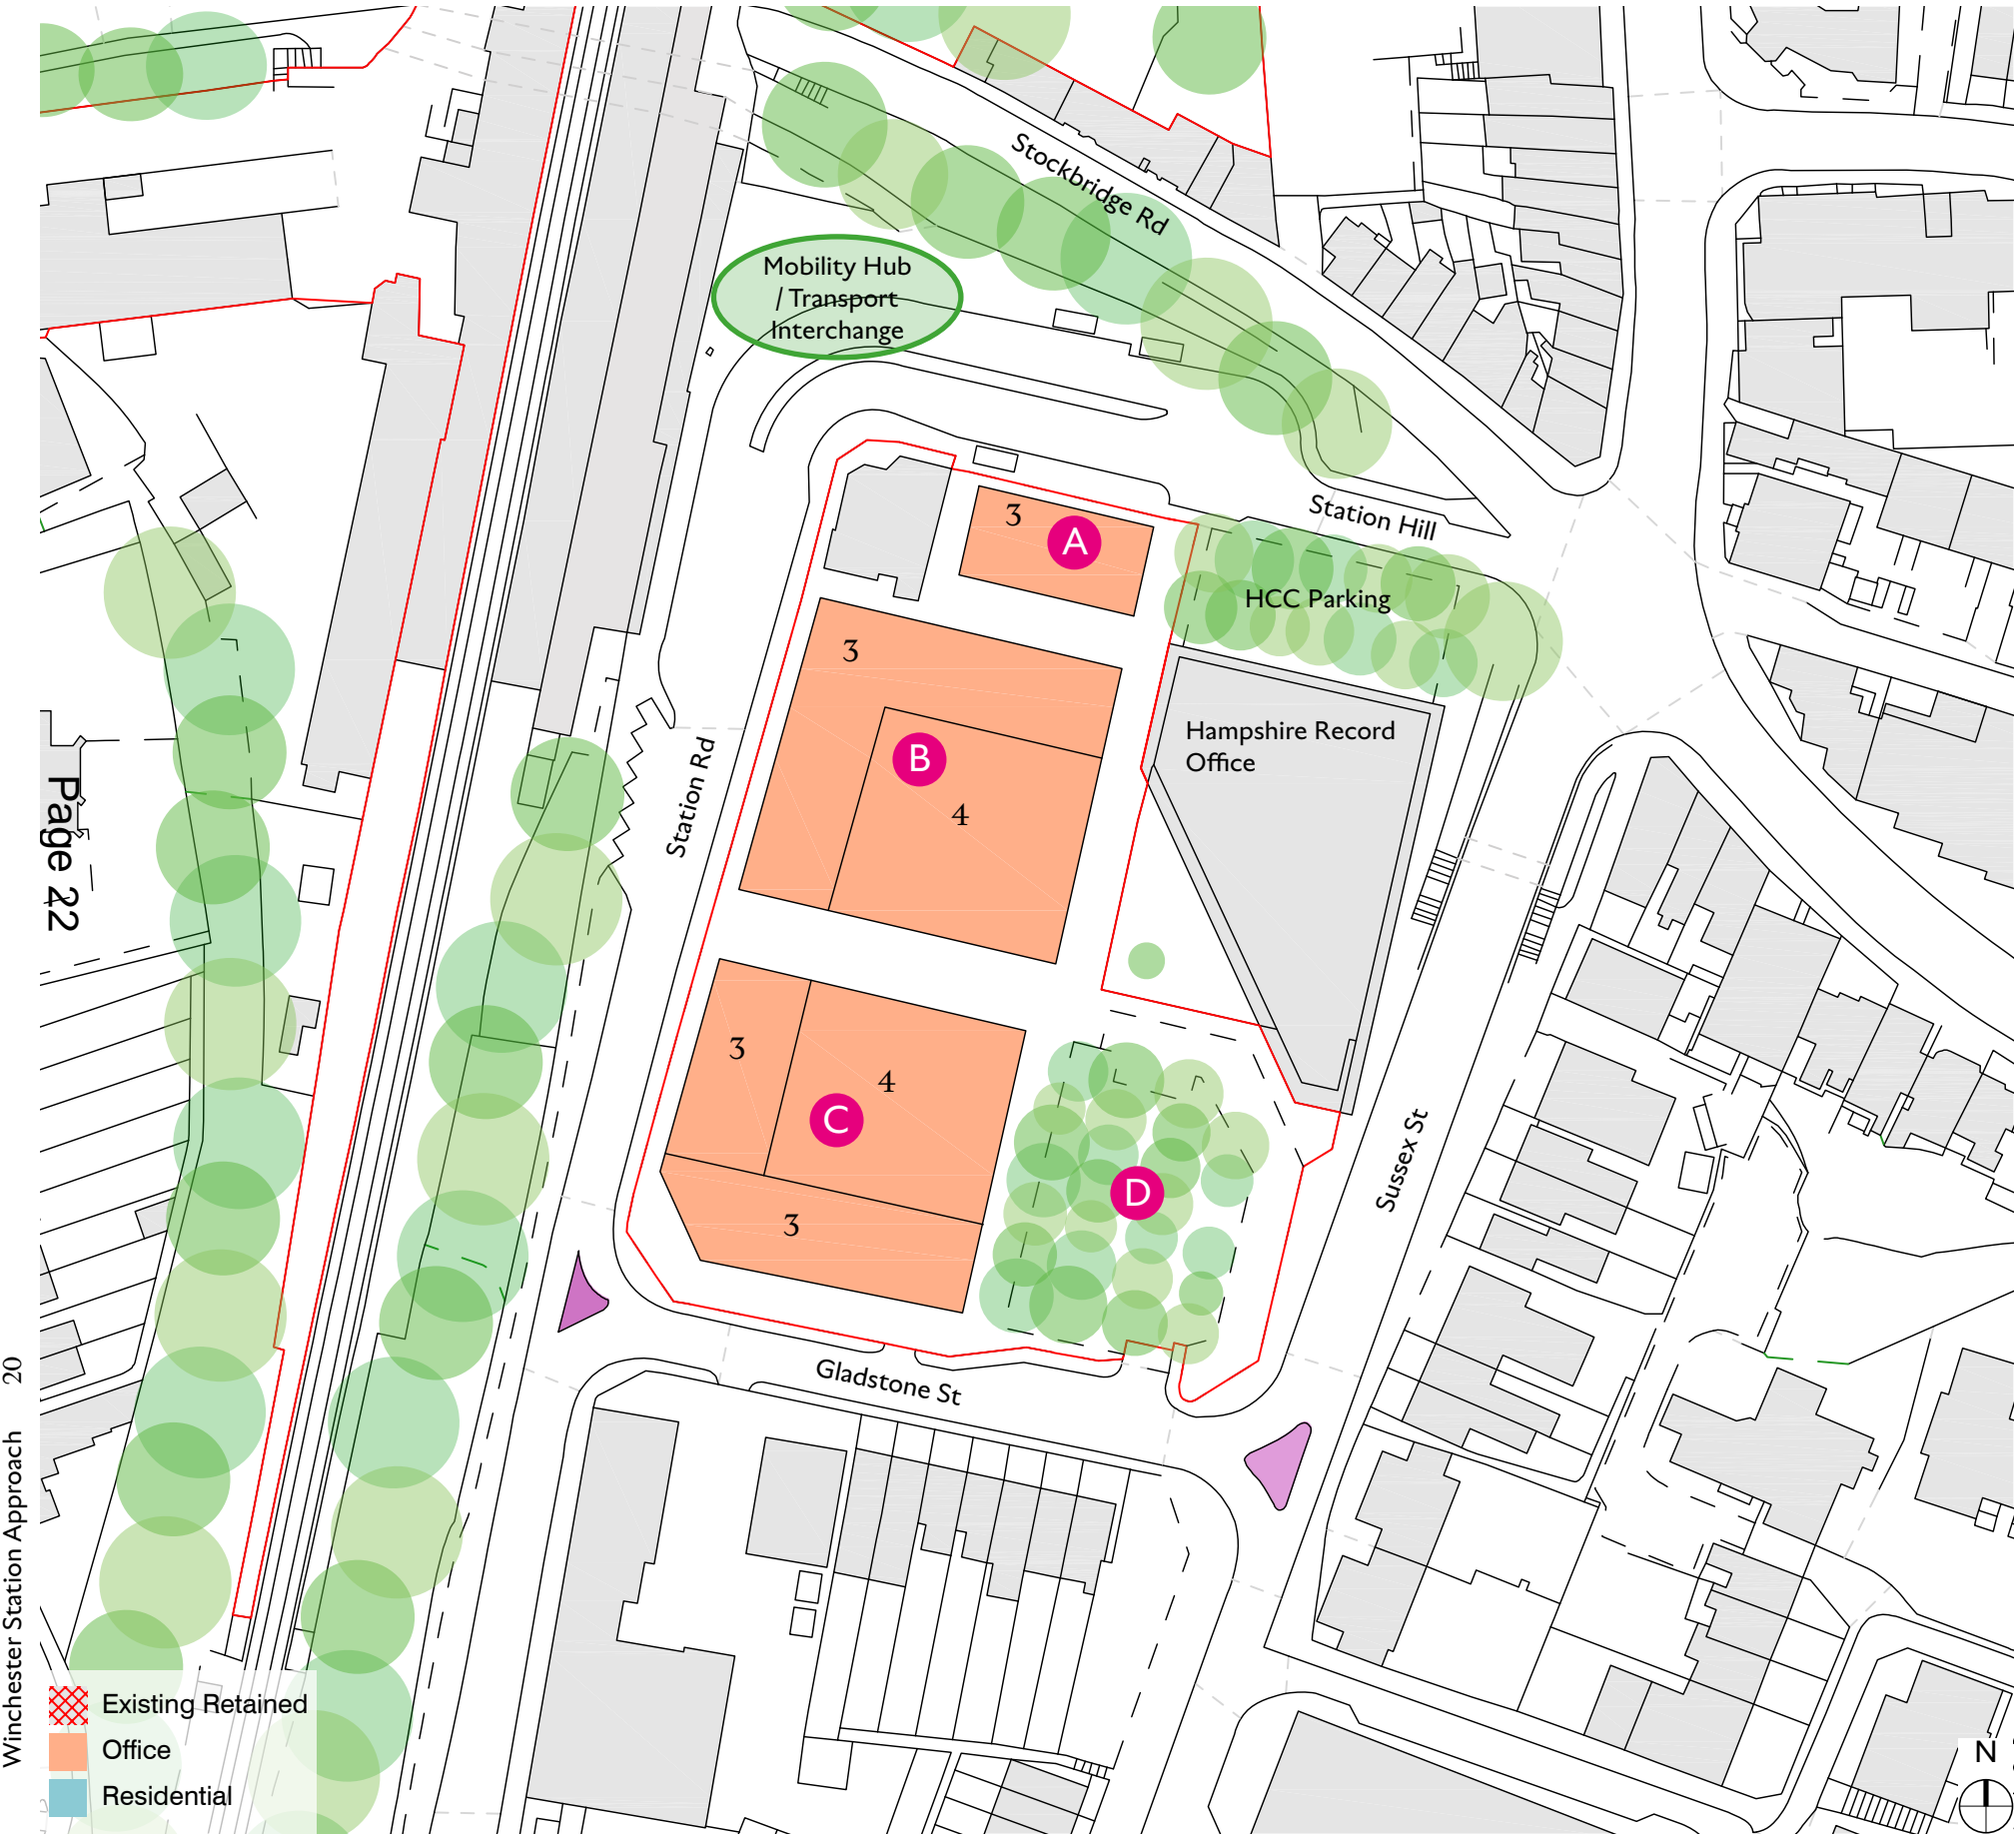 Stockbridge Rd
Mobility Hub
/ Transport
Interchange
Station Hill
3
A
HCC Parking
3
B
4
Hampshire Record
Office
Station Rd
Page 22
3
4
C
3
D
Sussex St
Gladstone St
Winchester Station Approach 20
Existing Retained
Office
Residential
N